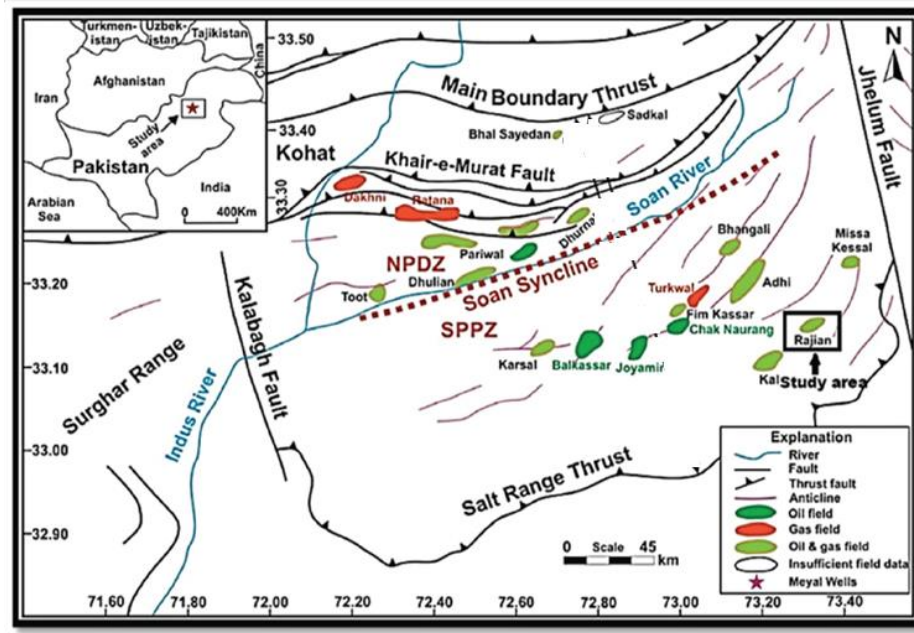 Turkmen-
istan
Uzbek-
istan
Tajikistan
China
Afghanistan
Iran
Study
area
Pakistan
India
Arabian
Sea
0 400Km
33.50
33.40
33.30
33.20
33.10
33.00
32.90
71.60 71.80 72.00 72.20 72.40 72.60 72.80 73.00 73.20 73.40
N
Main Boundary Thrust
Sadkal
Bhal Sayedan
Jhelum Fault
Kohat
Khair-e-Murat Fault
Soan River
Dakhni
Ratana
Dhurnal
Pariwal
NPDZ
Dhulian
Soan Syncline
Toot
SPPZ
Bhangali
Missa
Kessal
Adhi
Turkwal
Fim Kassar
Chak Naurang
Rajian
Karsal
Balkassar
Joyamir
Kal
Study area
Kalabagh Fault
Surghar Range
Indus River
Salt Range Thrust
0 Scale 45
km
Explanation
River
Fault
Thrust fault
Anticline
Oil field
Gas field
Oil & gas field
Insufficient field data
Meyal Wells